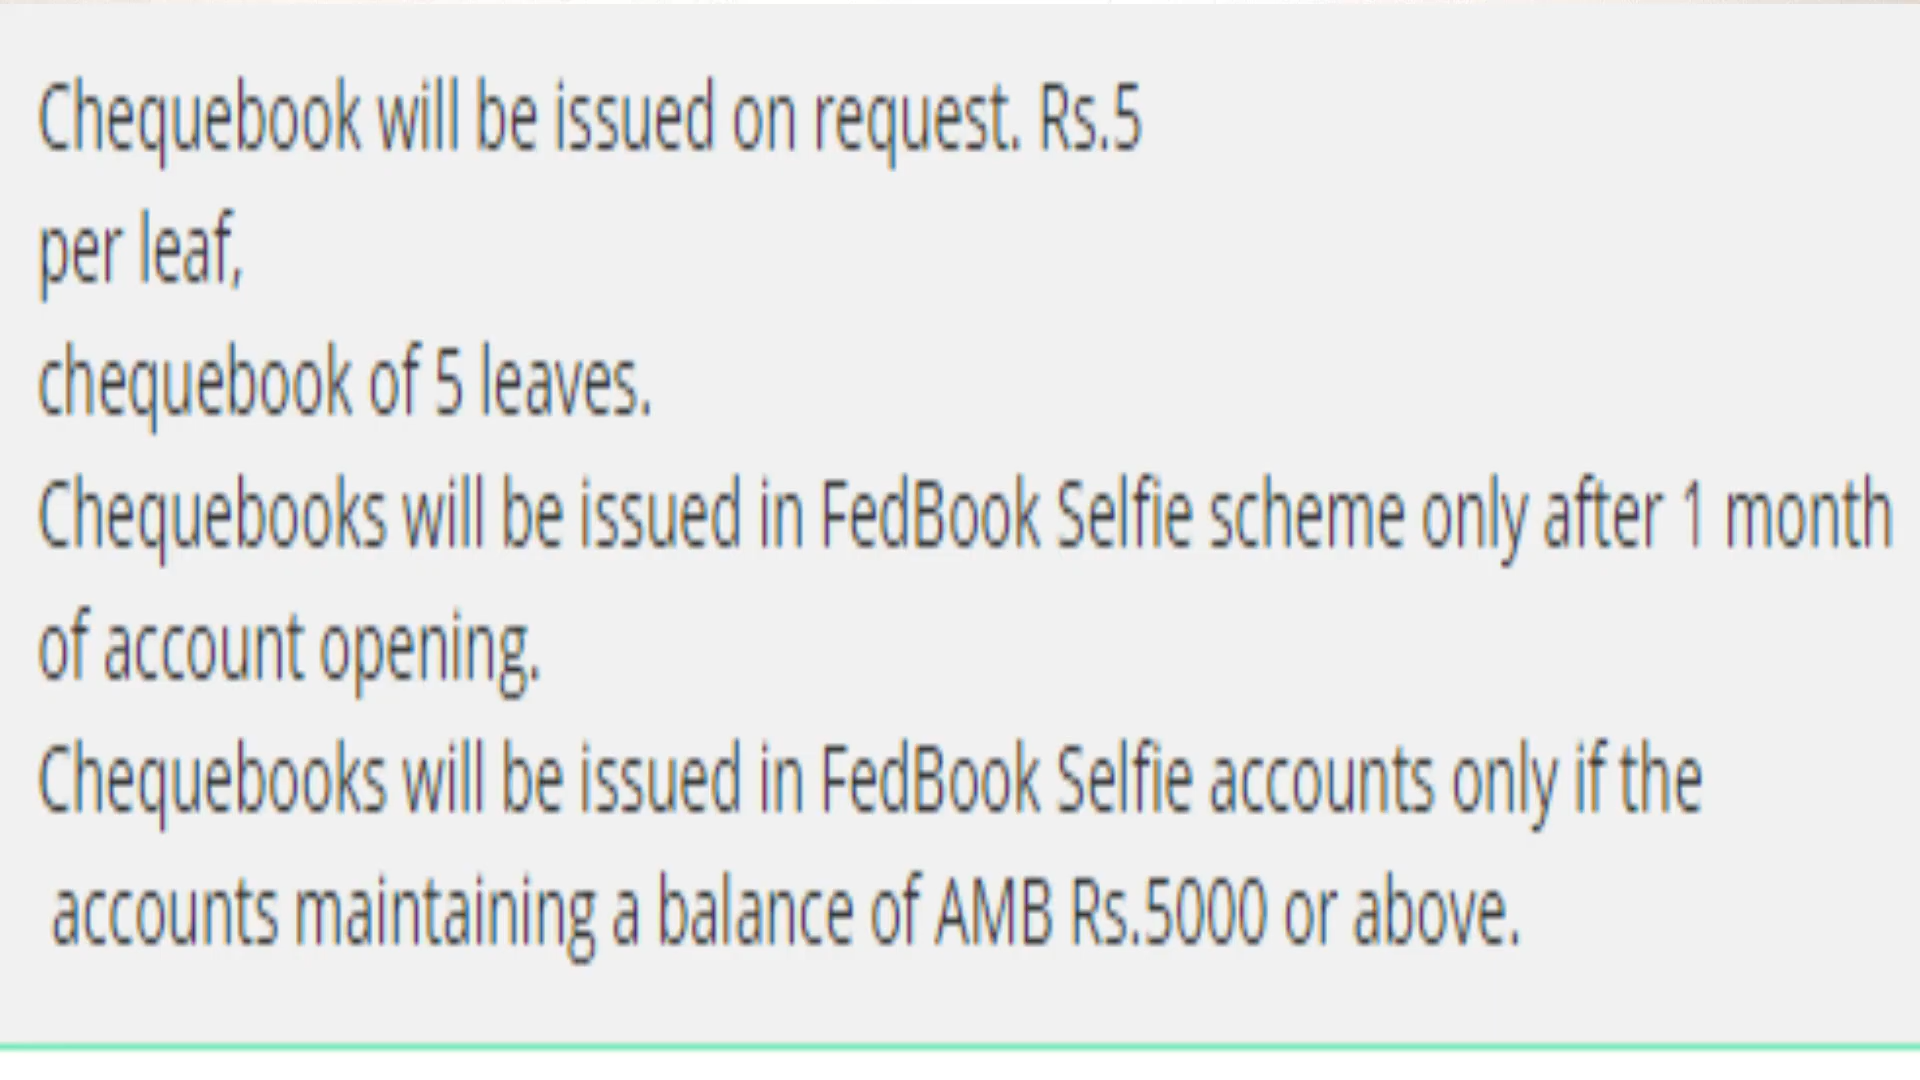 Chequebook will be issued on request. Rs.5
per leaf,
chequebook of 5 leaves.
Chequebooks will be issued in FedBook Selfie scheme only after 1 month
of account opening.
Chequebooks will be issued in FedBook Selfie accounts only if the
accounts maintaining a balance of AMB Rs.5000 or above.